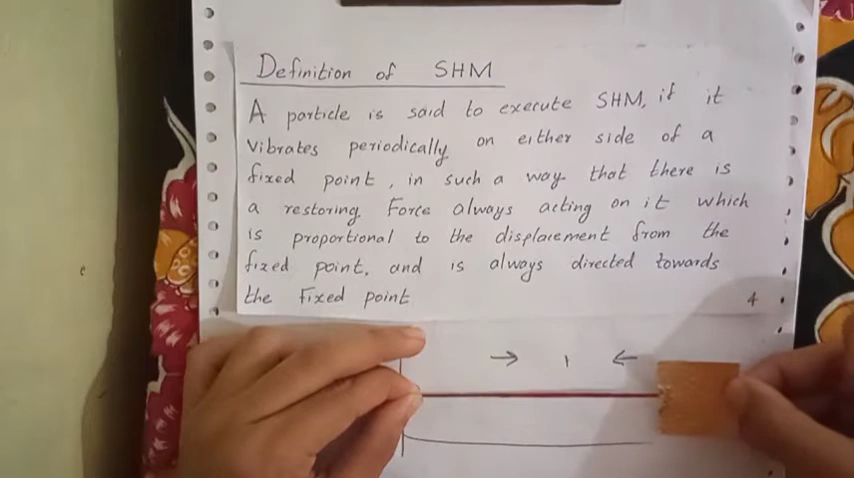 Definition of SHM
A particle is said to execute SHM, if it
vibrates periodically on either side of a
fixed point, in such a way that there is
a restoring Force always acting on it which
is proportional to the displacement from the
fixed point, and is always directed towards
the fixed point
4